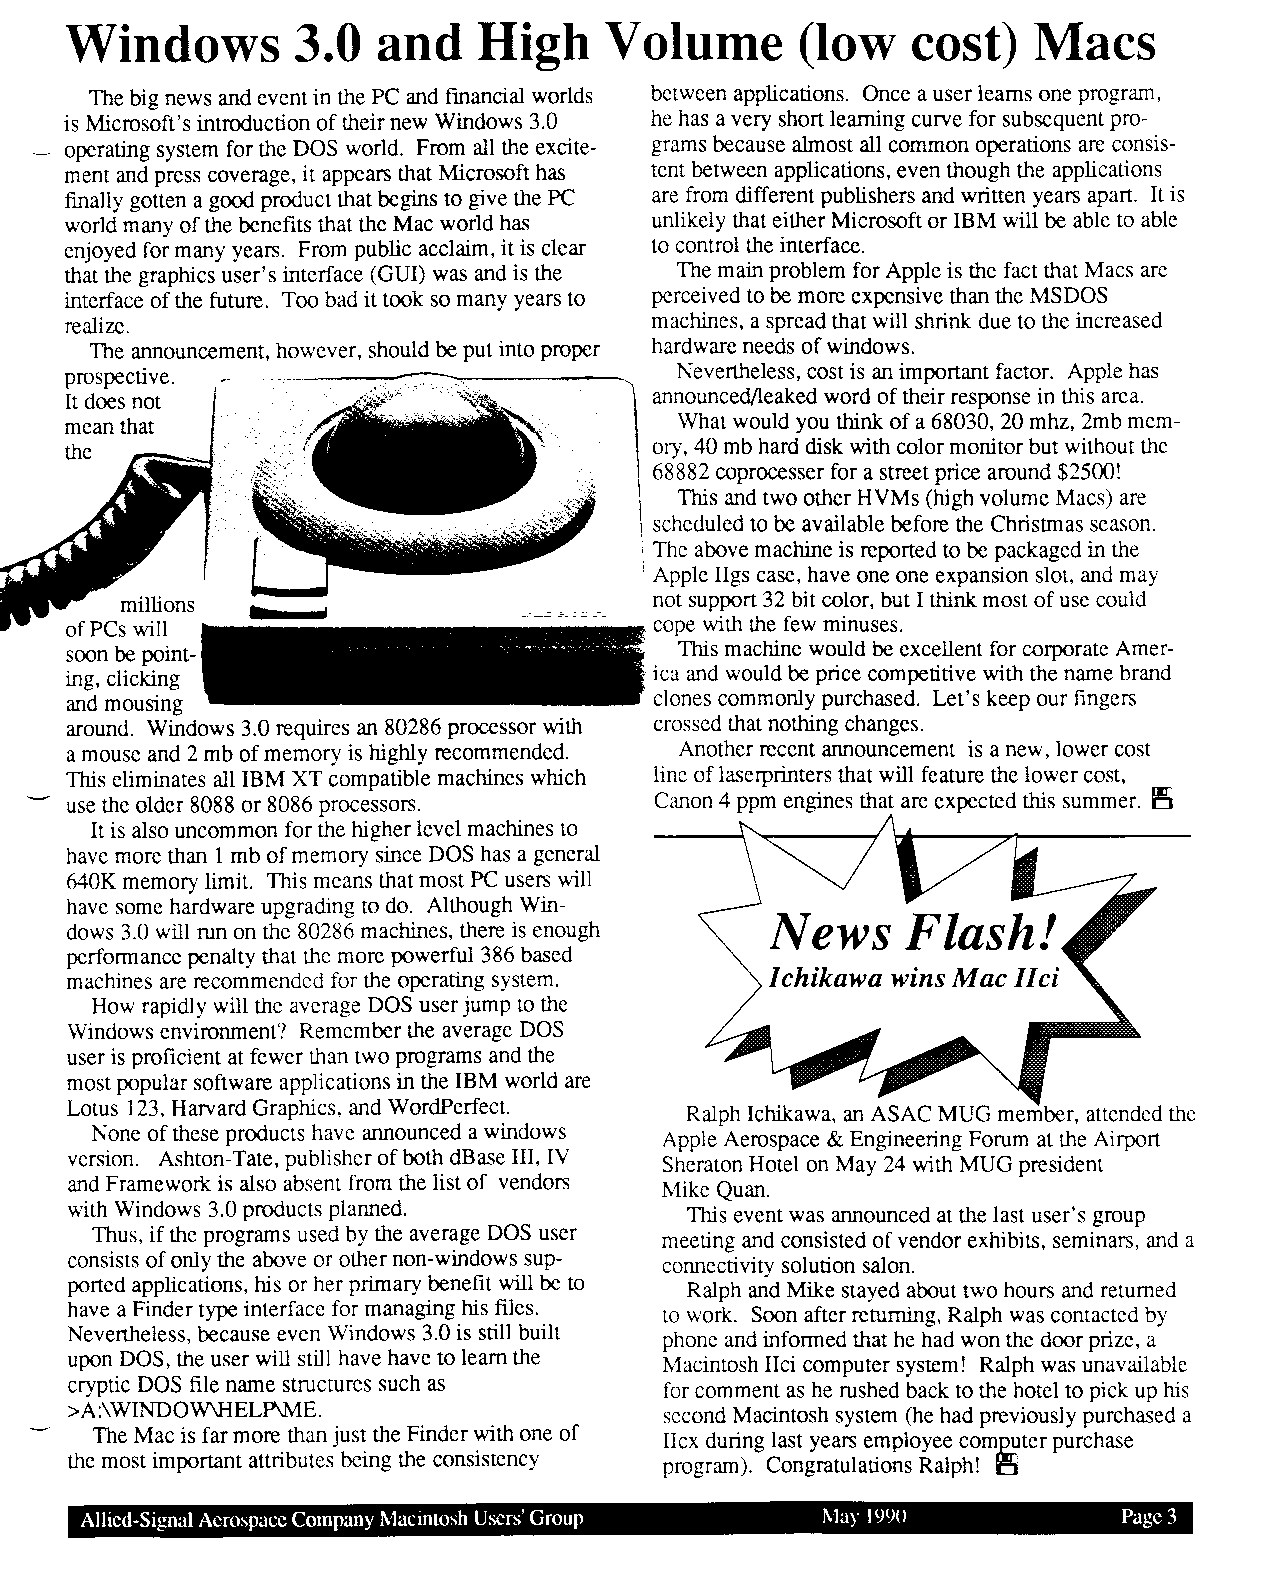 Windows 3.0 and High Volume (low cost) Macs
The big news and event in the PC and financial worlds
is Microsoft's introduction of their new Windows 3.0
operating system for the DOS world. From all the excite-
ment and press coverage, it appears that Microsoft has
finally gotten a good product that begins to give the PC
world many of the benefits that the Mac world has
enjoyed for many years. From public acclaim, it is clear
that the graphics user's interface (GUI) was and is the
interface of the future. Too bad it took so many years to
realize.
The announcement, however, should be put into proper
prospective.
It does not
mean that
the
millions
of PCs will
soon be point-
ing, clicking
and mousing
around. Windows 3.0 requires an 80286 processor with
a mouse and 2 mb of memory is highly recommended.
This eliminates all IBM XT compatible machines which
use the older 8088 or 8086 processors.
It is also uncommon for the higher level machines to
have more than 1 mb of memory since DOS has a general
640K memory limit. This means that most PC users will
have some hardware upgrading to do. Although Win-
dows 3.0 will run on the 80286 machines, there is enough
performance penalty that the more powerful 386 based
machines are recommended for the operating system.
How rapidly will the average DOS user jump to the
Windows environment? Remember the average DOS
user is proficient at fewer than two programs and the
most popular software applications in the IBM world are
Lotus 123, Harvard Graphics, and WordPerfect.
None of these products have announced a windows
version. Ashton-Tate, publisher of both dBase III, IV
and Framework is also absent from the list of vendors
with Windows 3.0 products planned.
Thus, if the programs used by the average DOS user
consists of only the above or other non-windows sup-
ported applications, his or her primary benefit will be to
have a Finder type interface for managing his files.
Nevertheless, because even Windows 3.0 is still built
upon DOS, the user will still have have to learn the
cryptic DOS file name structures such as
>A:\WINDOW\HELP\ME.
The Mac is far more than just the Finder with one of
the most important attributes being the consistency
between applications. Once a user learns one program,
he has a very short learning curve for subsequent pro-
grams because almost all common operations are consis-
tent between applications, even though the applications
are from different publishers and written years apart. It is
unlikely that either Microsoft or IBM will be able to able
to control the interface.
The main problem for Apple is the fact that Macs are
perceived to be more expensive than the MSDOS
machines, a spread that will shrink due to the increased
hardware needs of windows.
Nevertheless, cost is an important factor. Apple has
announced/leaked word of their response in this area.
What would you think of a 68030, 20 mhz, 2mb mem-
ory, 40 mb hard disk with color monitor but without the
68882 coprocesser for a street price around $2500!
This and two other HVMs (high volume Macs) are
scheduled to be available before the Christmas season.
The above machine is reported to be packaged in the
Apple IIgs case, have one one expansion slot, and may
not support 32 bit color, but I think most of use could
cope with the few minuses.
This machine would be excellent for corporate Amer-
ica and would be price competitive with the name brand
clones commonly purchased. Let's keep our fingers
crossed that nothing changes.
Another recent announcement is a new, lower cost
line of laserprinters that will feature the lower cost,
Canon 4 ppm engines that are expected this summer.
News Flash!
Ichikawa wins Mac IIci
Ralph Ichikawa, an ASAC MUG member, attended the
Apple Aerospace & Engineering Forum at the Airport
Sheraton Hotel on May 24 with MUG president
Mike Quan.
This event was announced at the last user's group
meeting and consisted of vendor exhibits, seminars, and a
connectivity solution salon.
Ralph and Mike stayed about two hours and returned
to work. Soon after returning, Ralph was contacted by
phone and informed that he had won the door prize, a
Macintosh IIci computer system! Ralph was unavailable
for comment as he rushed back to the hotel to pick up his
second Macintosh system (he had previously purchased a
IIcx during last years employee computer purchase
program). Congratulations Ralph!
Allied-Signal Aerospace Company Macintosh Users' Group May 1990 Page 3